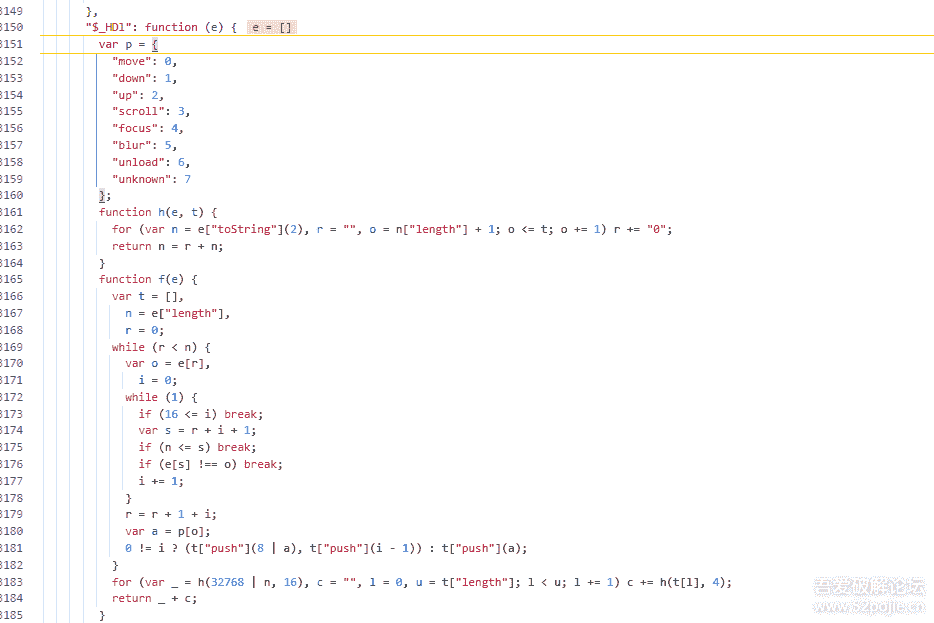 3149 },
3150 "$_HDl": function (e) { e = []
3151 var p = {
3152 "move": 0,
3153 "down": 1,
3154 "up": 2,
3155 "scroll": 3,
3156 "focus": 4,
3157 "blur": 5,
3158 "unload": 6,
3159 "unknown": 7
3160 };
3161 function h(e, t) {
3162 for (var n = e["toString"](2), r = "", o = n["length"] + 1; o <= t; o += 1) r += "0";
3163 return n = r + n;
3164 }
3165 function f(e) {
3166 var t = [],
3167 n = e["length"],
3168 r = 0;
3169 while (r < n) {
3170 var o = e[r],
3171 i = 0;
3172 while (1) {
3173 if (16 <= i) break;
3174 var s = r + i + 1;
3175 if (n <= s) break;
3176 if (e[s] !== o) break;
3177 i += 1;
3178 }
3179 r = r + 1 + i;
3180 var a = p[o];
3181 0 != i ? (t["push"](8 | a), t["push"](i - 1)) : t["push"](a);
3182 }
3183 for (var _ = h(32768 | n, 16), c = "", l = 0, u = t["length"]; l < u; l += 1) c += h(t[l], 4);
3184 return _ + c;
3185 }
吾爱破解论坛
www.52pojie.cn